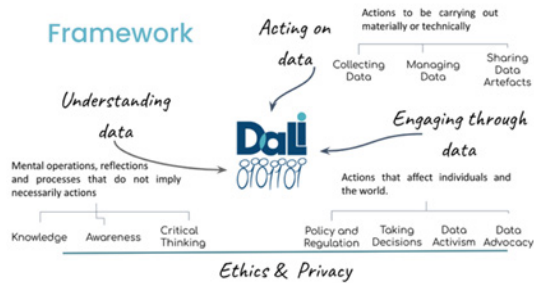 Framework
Acting on
data
Actions to be carrying out
materially or technically
Collecting
Data
Managing
Data
Sharing
Data
Artefacts
Understanding
data
Mental operations, reflections
and processes that do not imply
necessarily actions
Knowledge
Awareness
Critical
Thinking
DaLi
Engaging through
data
Actions that affect individuals and
the world.
Policy and
Regulation
Taking
Decisions
Data
Activism
Data
Advocacy
Ethics & Privacy